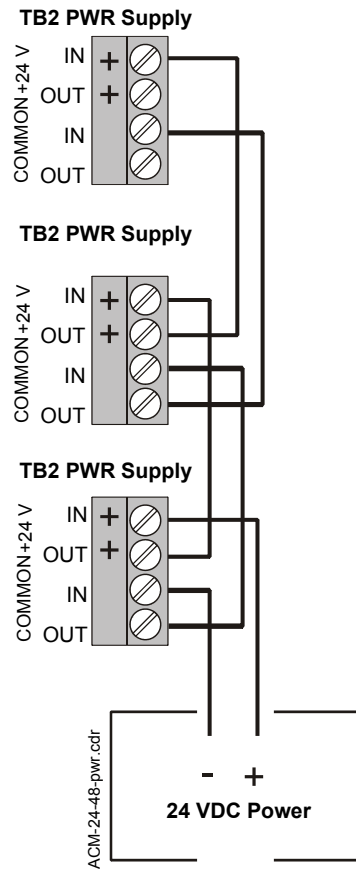 TB2 PWR Supply
COMMON +24 V
IN +
OUT +
IN
OUT
TB2 PWR Supply
COMMON +24 V
IN +
OUT +
IN
OUT
TB2 PWR Supply
COMMON +24 V
IN +
OUT +
IN
OUT
ACM-24-48-pwr.cdr
- +
24 VDC Power